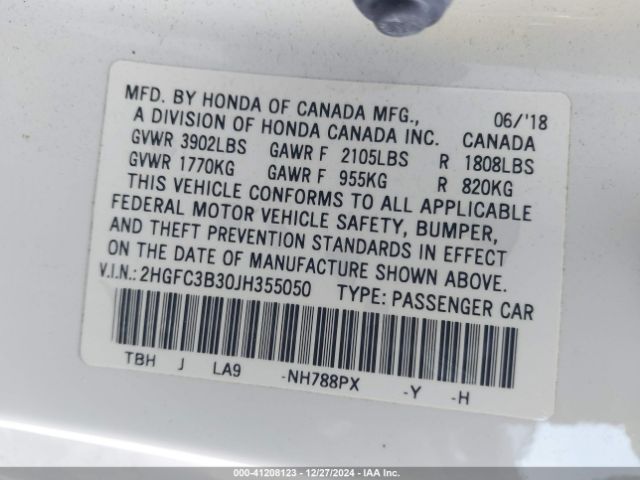 MFD. BY HONDA OF CANADA MFG., 06/'18
A DIVISION OF HONDA CANADA INC. CANADA
GVWR 3902LBS GAWR F 2105LBS R 1808LBS
GVWR 1770KG GAWR F 955KG R 820KG
THIS VEHICLE CONFORMS TO ALL APPLICABLE
FEDERAL MOTOR VEHICLE SAFETY, BUMPER,
AND THEFT PREVENTION STANDARDS IN EFFECT
ON THE DATE OF MANUFACTURE SHOWN ABOVE.
V.I.N.: 2HGFC3B30JH355050 TYPE: PASSENGER CAR
TBH J LA9 -NH788PX -Y -H
000-41208123 - 12/27/2024 - IAA Inc.